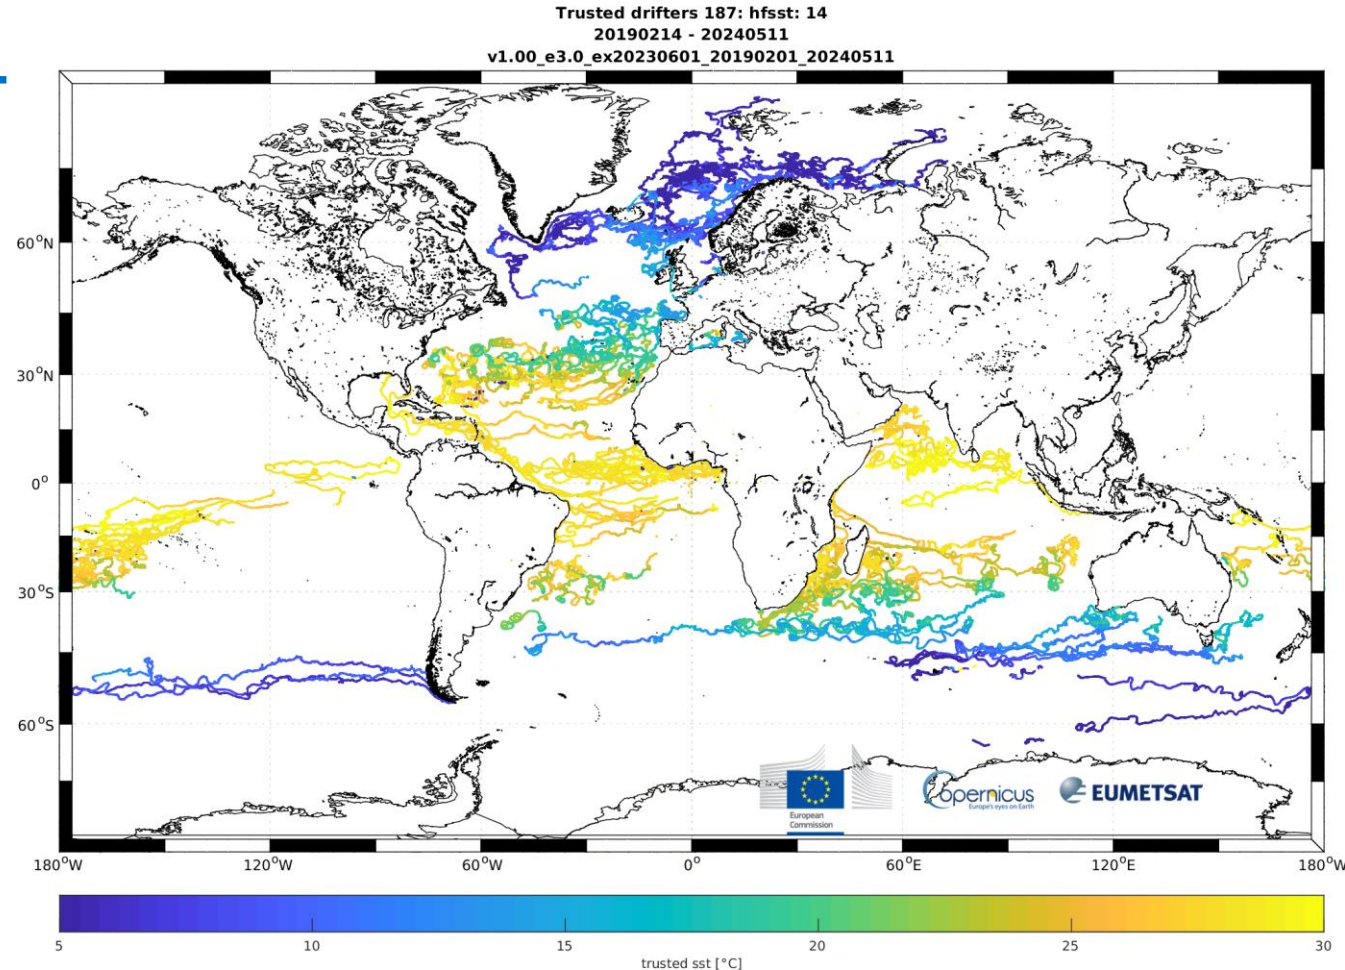 Trusted drifters 187: hfsst: 14
20190214 - 20240511
v1.00_e3.0_ex20230601_20190201_20240511
60°N
30°N
0°
30°S
60°S
European
Commission
opernicus
Europe's eyes on Earth
EUMETSAT
180°W 120°W 60°W 0° 60°E 120°E 180°W
5 10 15 20 25 30
trusted sst [°C]